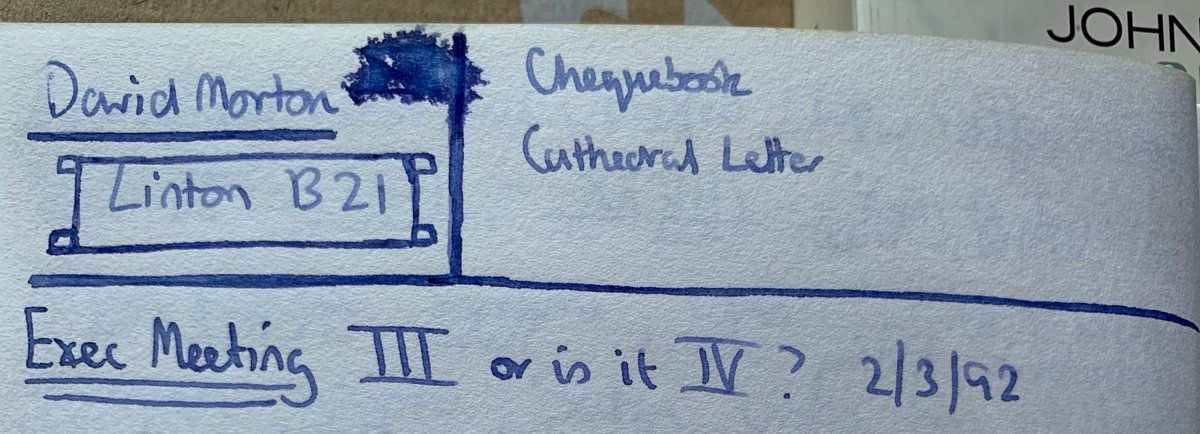 David Morton
Linton B21
Chequebook
Cathedral Letter
Exec Meeting III or is it IV? 2/3/92
JOHN